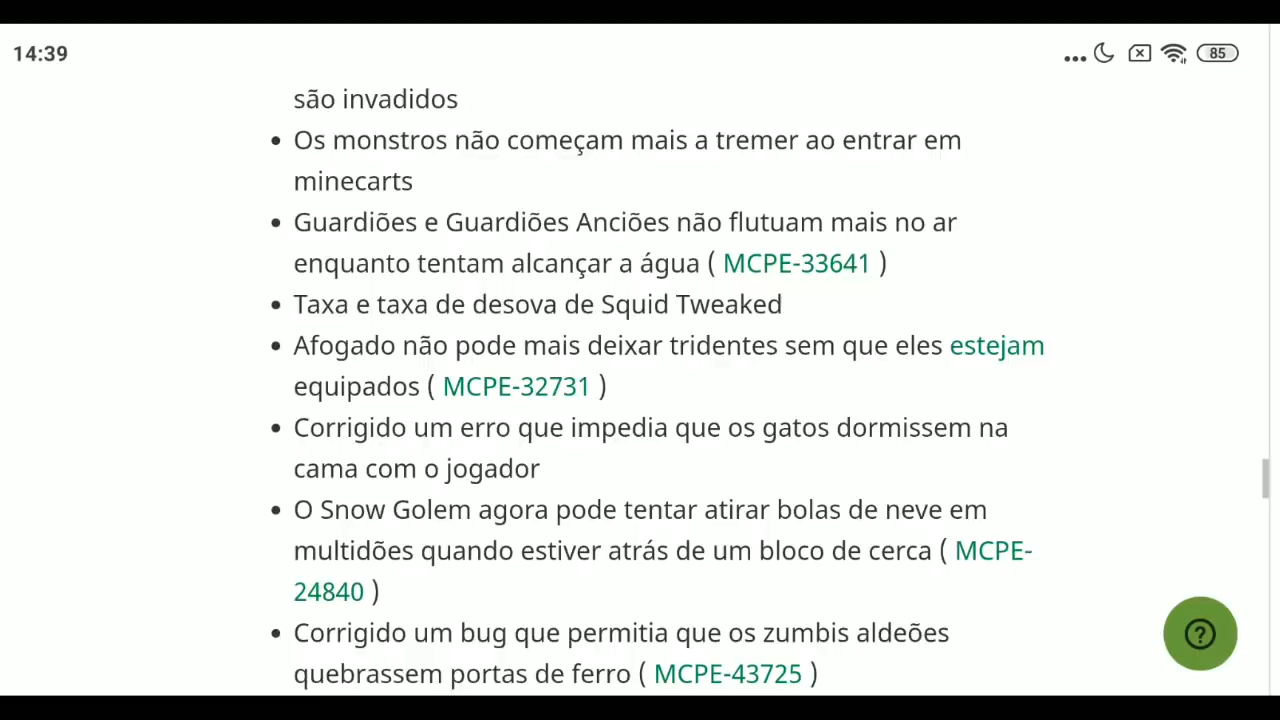 14:39
85
são invadidos
• Os monstros não começam mais a tremer ao entrar em
minecarts
• Guardiões e Guardiões Anciões não flutuam mais no ar
enquanto tentam alcançar a água ( MCPE-33641 )
• Taxa e taxa de desova de Squid Tweaked
• Afogado não pode mais deixar tridentes sem que eles estejam
equipados ( MCPE-32731 )
• Corrigido um erro que impedia que os gatos dormissem na
cama com o jogador
• O Snow Golem agora pode tentar atirar bolas de neve em
multidões quando estiver atrás de um bloco de cerca ( MCPE-
24840 )
• Corrigido um bug que permitia que os zumbis aldeões
quebrassem portas de ferro ( MCPE-43725 )